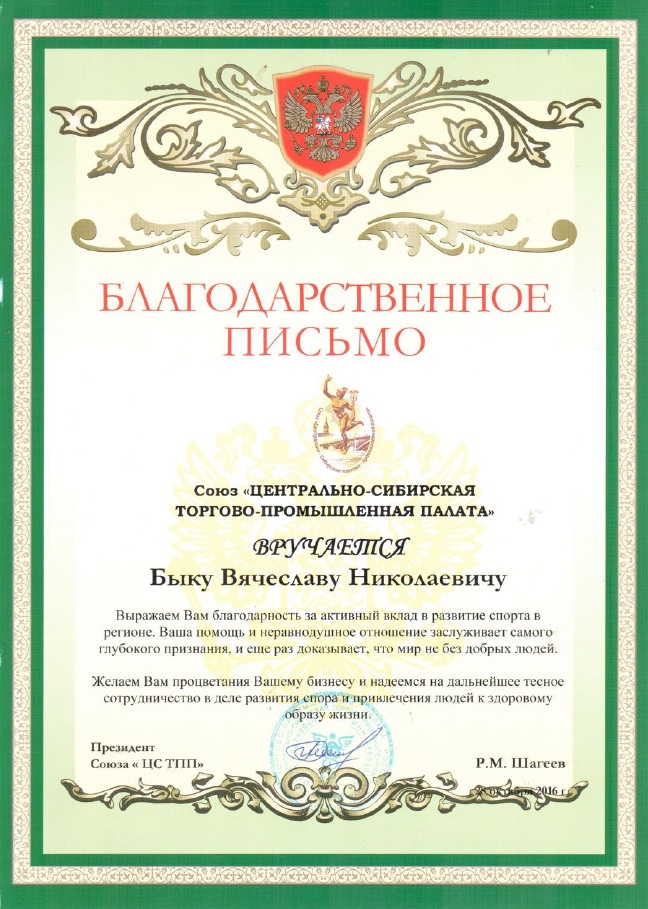 БЛАГОДАРСТВЕННОЕ
ПИСЬМО
Союз «ЦЕНТРАЛЬНО-СИБИРСКАЯ
ТОРГОВО-ПРОМЫШЛЕННАЯ ПАЛАТА»
ВРУЧАЕТСЯ
Быку Вячеславу Николаевичу
Выражаем Вам благодарность за активный вклад в развитие спорта в
регионе. Ваша помощь и неравнодушное отношение заслуживает самого
глубокого признания, и еще раз доказывает, что мир не без добрых людей.
Желаем Вам процветания Вашему бизнесу и надеемся на дальнейшее тесное
сотрудничество в деле развития спора и привлечения людей к здоровому
образу жизни.
Президент
Союза « ЦС ТПП»
Р.М. Шагеев
28 октября 2016 г.